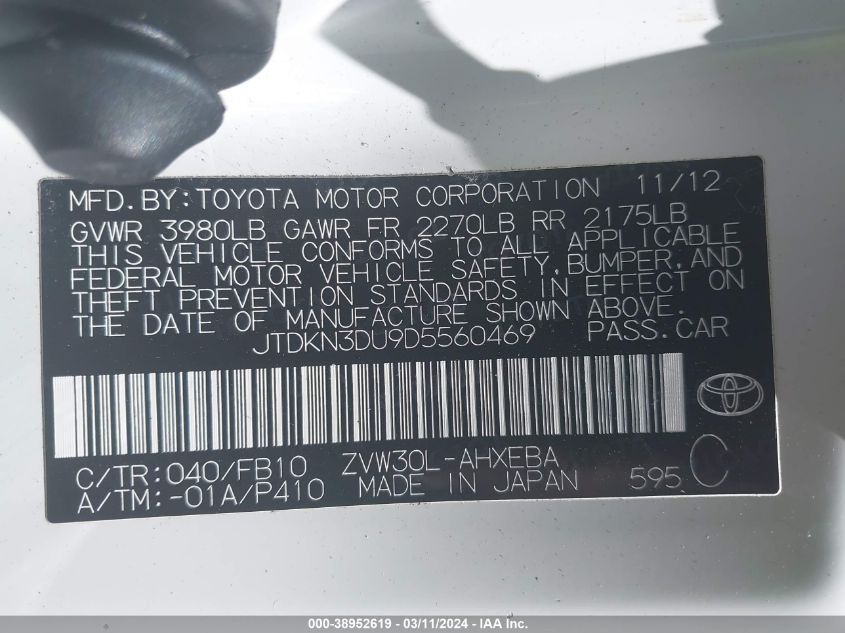 MFD.BY:TOYOTA MOTOR CORPORATION 11/12
GVWR 3980LB GAWR FR 2270LB RR 2175LB
THIS VEHICLE CONFORMS TO ALL APPLICABLE
FEDERAL MOTOR VEHICLE SAFETY,BUMPER,AND
THEFT PREVENTION STANDARDS IN EFFECT ON
THE DATE OF MANUFACTURE SHOWN ABOVE.
JTDKN3DU9D5560469 PASS.CAR
C/TR:040/FB10 ZVW30L-AHXEBA
A/TM:-01A/P410 MADE IN JAPAN 595 C
000-38952619 - 03/11/2024 - IAA Inc.